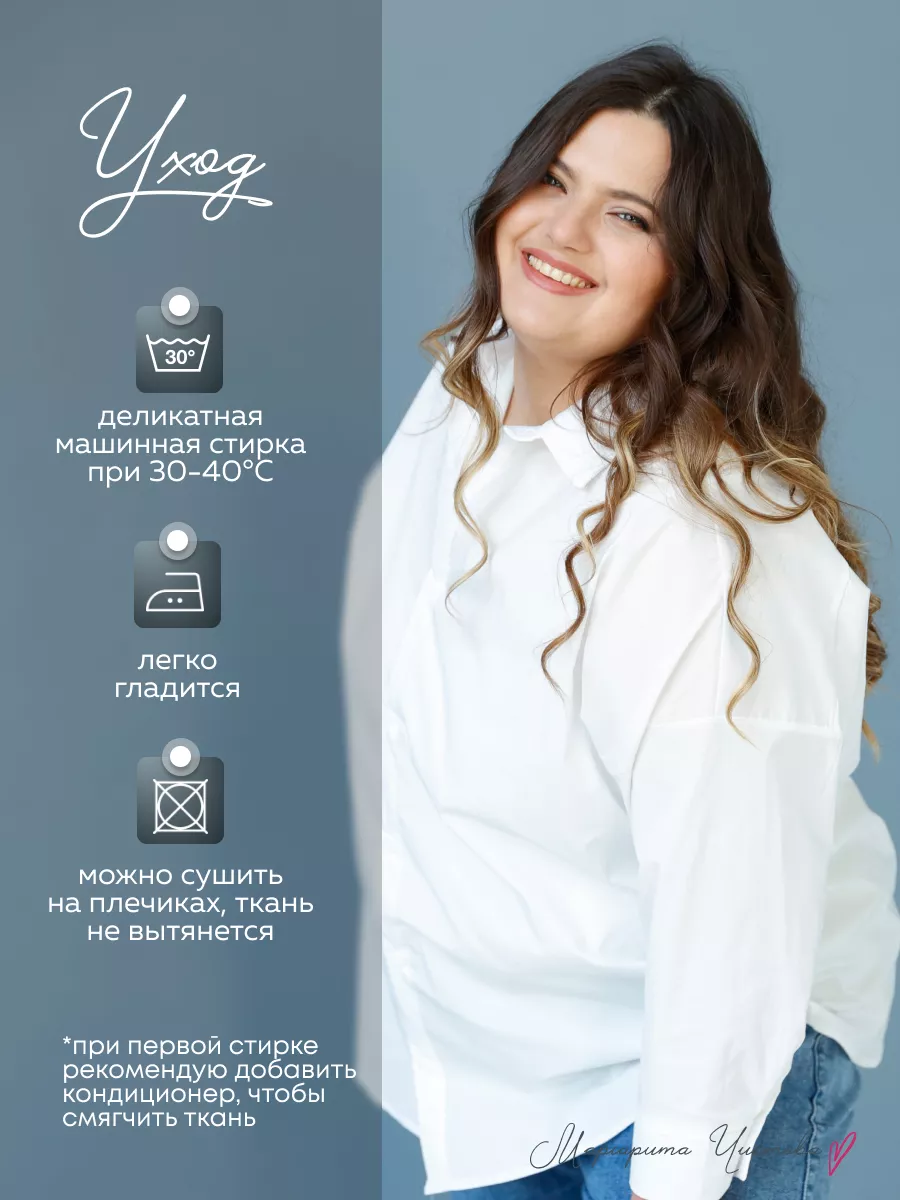 Уход
30°
деликатная
машинная стирка
при 30-40°С
легко
гладится
можно сушить
на плечиках, ткань
не вытянется
*при первой стирке
рекомендую добавить
кондиционер, чтобы
смягчить ткань
Маргарита